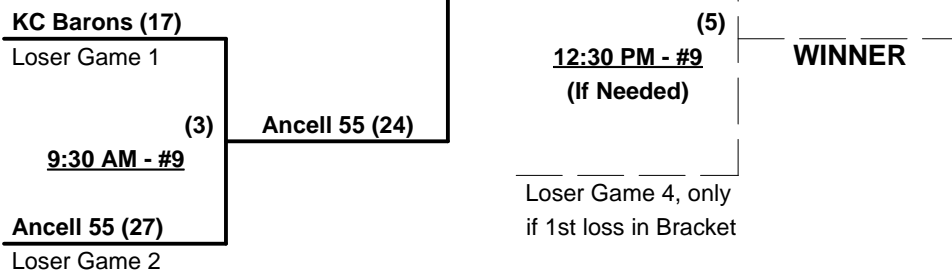 KC Barons (17)
Loser Game 1
(3)
9:30 AM - #9
Ancell 55 (24)
Ancell 55 (27)
Loser Game 2
(5)
12:30 PM - #9
(If Needed)
WINNER
Loser Game 4, only
if 1st loss in Bracket